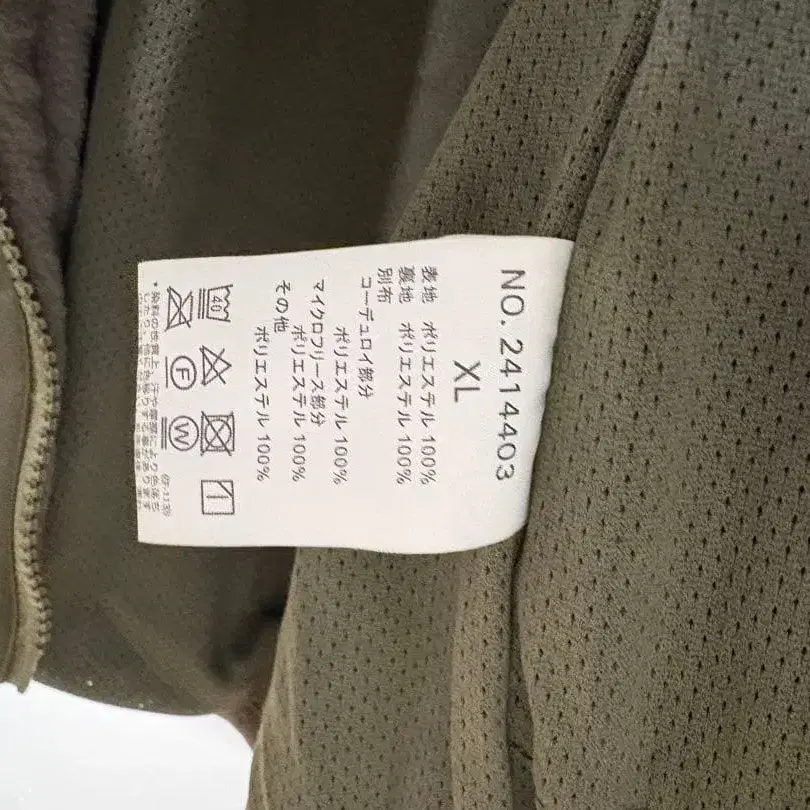 NO. 2414403
XL
表地 ポリエステル 100%
裏地 ポリエステル 100%
別布
コーデュロイ部分
ポリエステル 100%
マイクロフリース部分
ポリエステル 100%
その他
ポリエステル 100%
40
F W